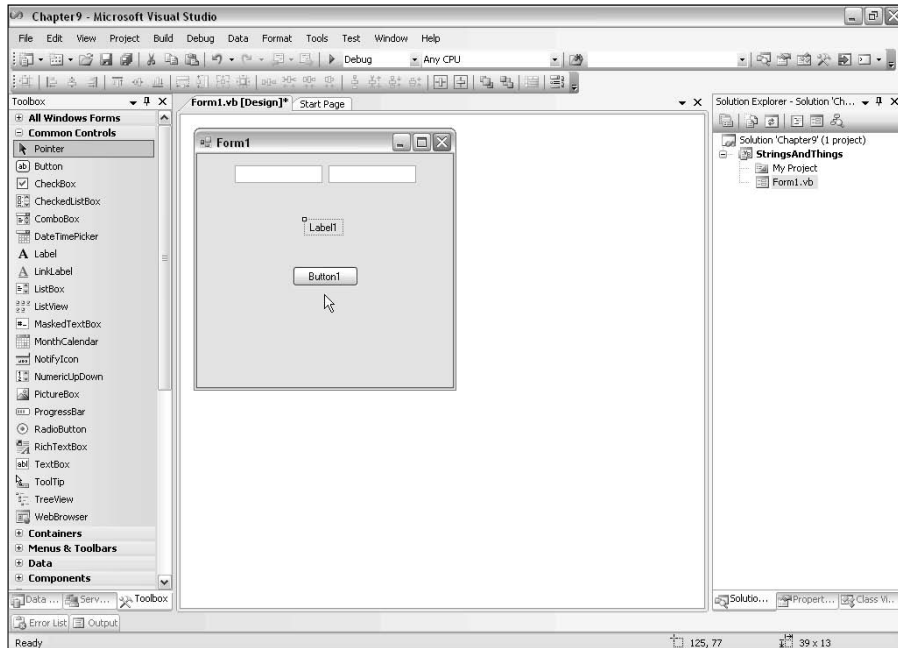 Chapter9 - Microsoft Visual Studio
File Edit View Project Build Debug Data Format Tools Test Window Help
Debug Any CPU
Toolbox
All Windows Forms
Common Controls
Pointer
Button
CheckBox
CheckedListBox
ComboBox
DateTimePicker
Label
LinkLabel
ListBox
ListView
MaskedTextBox
MonthCalendar
NotifyIcon
NumericUpDown
PictureBox
ProgressBar
RadioButton
RichTextBox
TextBox
ToolTip
TreeView
WebBrowser
Containers
Menus & Toolbars
Data
Components
Data ... Serv... Toolbox
Form1.vb [Design]* Start Page
Form1
Label1
Button1
Solution Explorer - Solution 'Ch...
Solution 'Chapter9' (1 project)
StringsAndThings
My Project
Form1.vb
Solutio... Propert... Class Vi...
Error List Output
Ready 125, 77 39 x 13